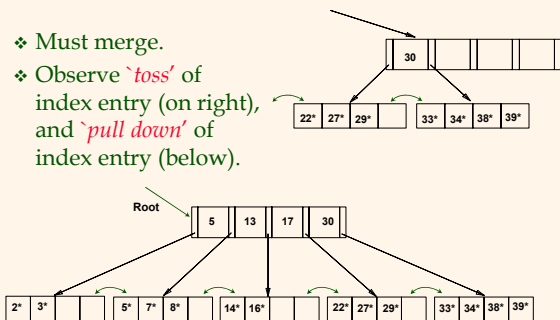 ❖ Must merge.
❖ Observe `toss' of
index entry (on right),
and `pull down' of
index entry (below).
30
22* 27* 29* 33* 34* 38* 39*
Root
5 13 17 30
2* 3* 5* 7* 8* 14* 16* 22* 27* 29* 33* 34* 38* 39*